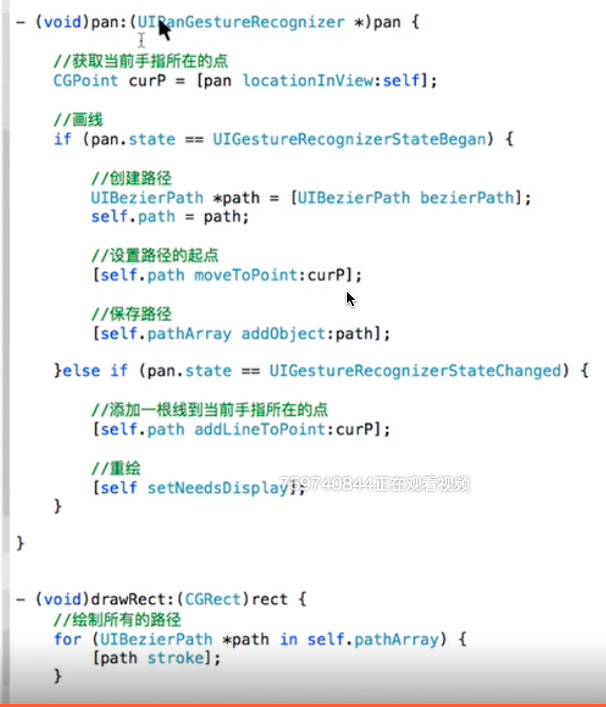 - (void)pan:(UIPanGestureRecognizer *)pan {
//获取当前手指所在的点
CGPoint curP = [pan locationInView:self];
//画线
if (pan.state == UIGestureRecognizerStateBegan) {
//创建路径
UIBezierPath *path = [UIBezierPath bezierPath];
self.path = path;
//设置路径的起点
[self.path moveToPoint:curP];
//保存路径
[self.pathArray addObject:path];
}else if (pan.state == UIGestureRecognizerStateChanged) {
//添加一根线到当前手指所在的点
[self.path addLineToPoint:curP];
//重绘
[self setNeedsDisplay];
759740844正在观看视频
}
}
- (void)drawRect:(CGRect)rect {
//绘制所有的路径
for (UIBezierPath *path in self.pathArray) {
[path stroke];
}